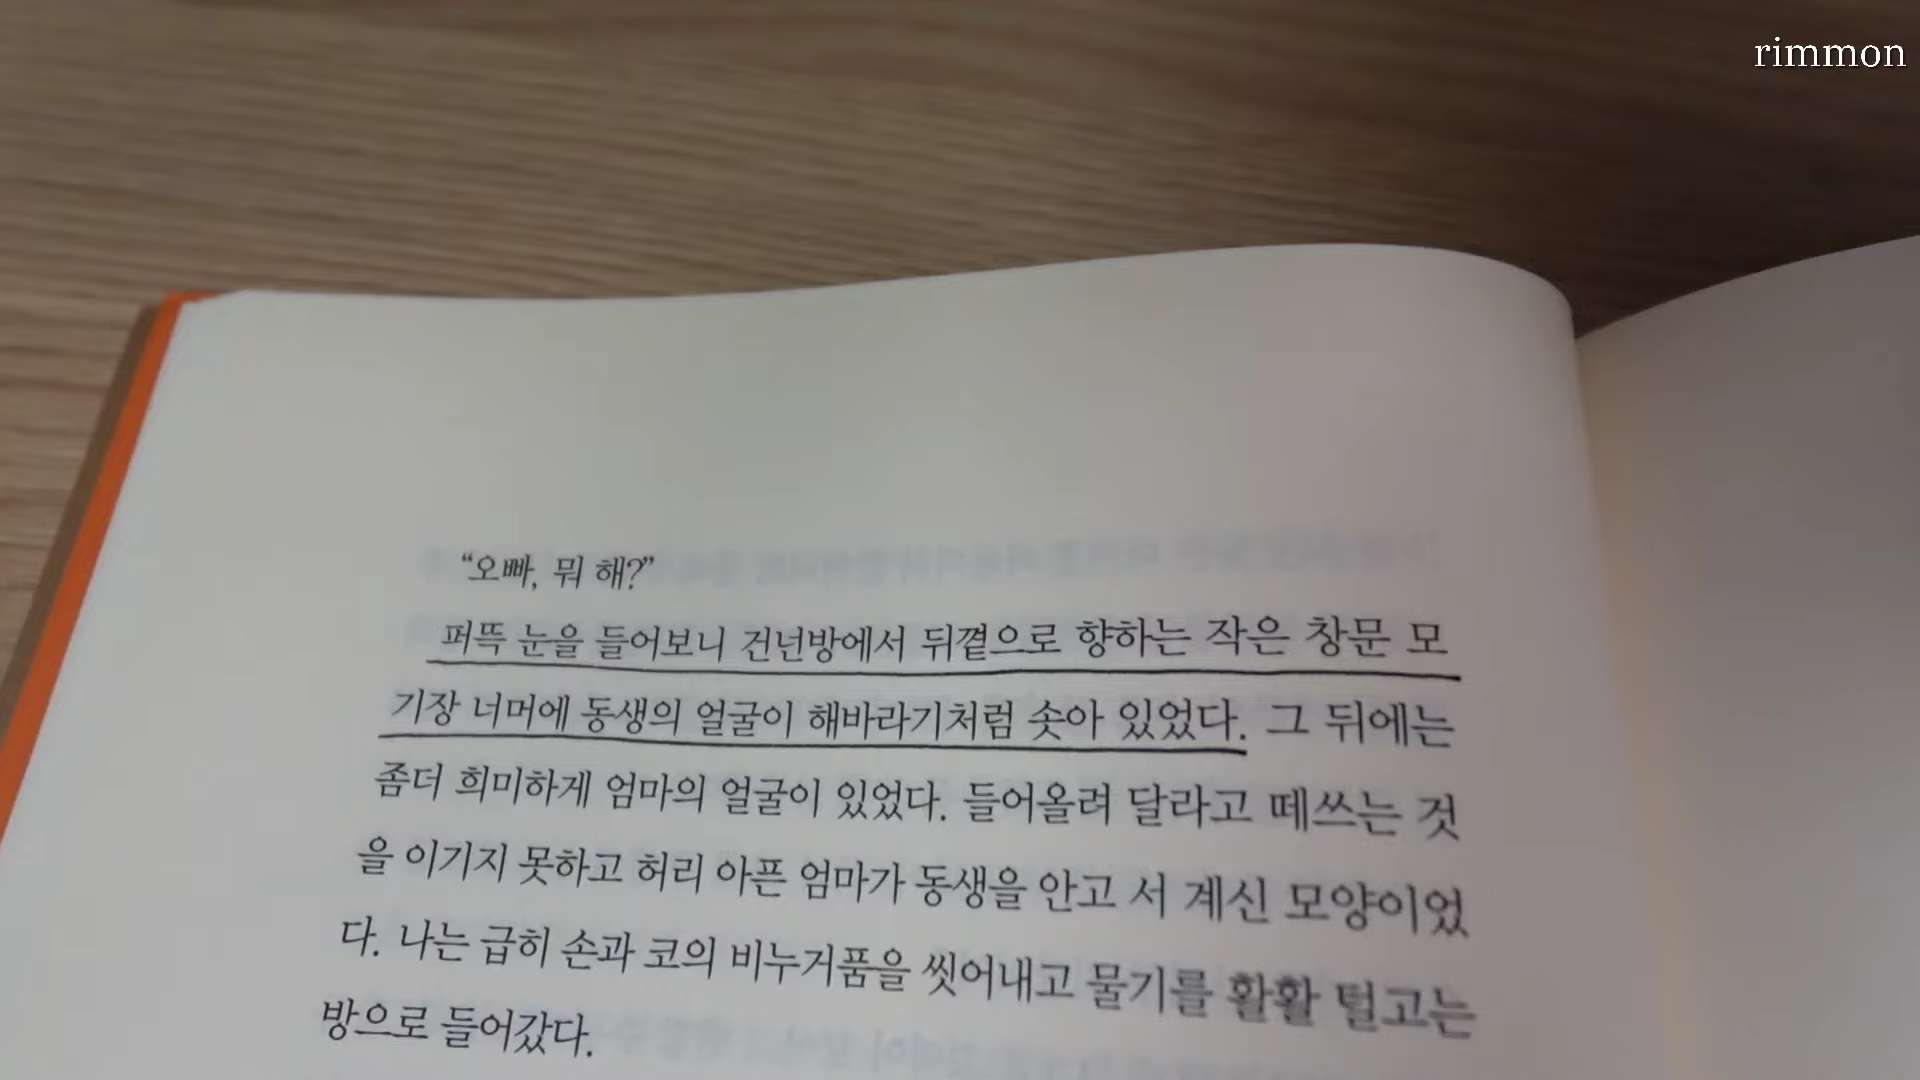 rimmon
“오빠, 뭐 해?”
퍼뜩 눈을 들어보니 건넌방에서 뒤꼍으로 향하는 작은 창문 모
기장 너머에 동생의 얼굴이 해바라기처럼 솟아 있었다. 그 뒤에는
좀더 희미하게 엄마의 얼굴이 있었다. 들어올려 달라고 떼쓰는 것
을 이기지 못하고 허리 아픈 엄마가 동생을 안고 서 계신 모양이었
다. 나는 급히 손과 코의 비누거품을 씻어내고 물기를 활활 털고는
방으로 들어갔다.